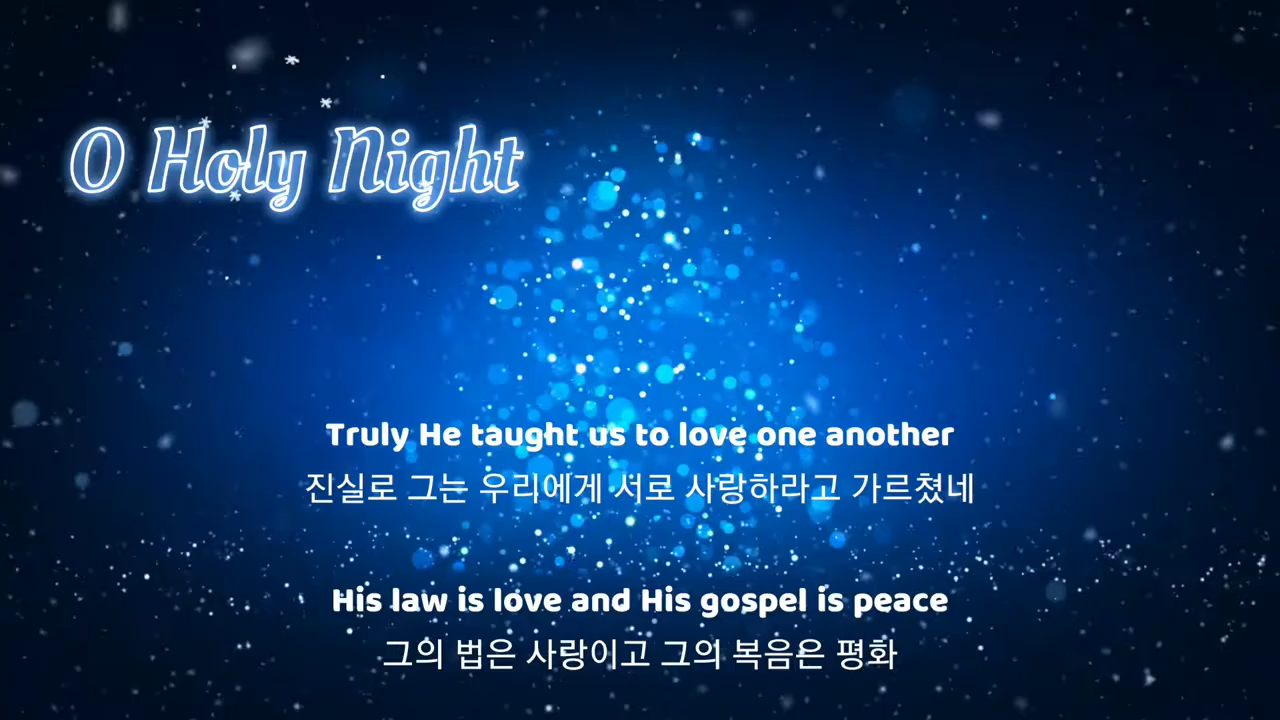 O Holy Night
Truly He taught us to love one another
진실로 그는 우리에게 서로 사랑하라고 가르쳤네
His law is love and His gospel is peace
그의 법은 사랑이고 그의 복음은 평화